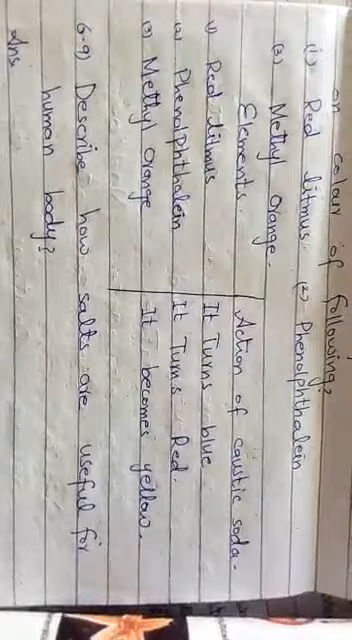 on colour of following?
(1) Red litmus. (2) Phenolphthalein
(3) Methyl orange.
Elements. Action of caustic soda.
(1) Red litmus It Turns blue
(2) Phenolphthalein It Turns Red.
(3) Methyl orange It becomes yellow.
6.9) Describe how salts are useful for
human body?
Ans